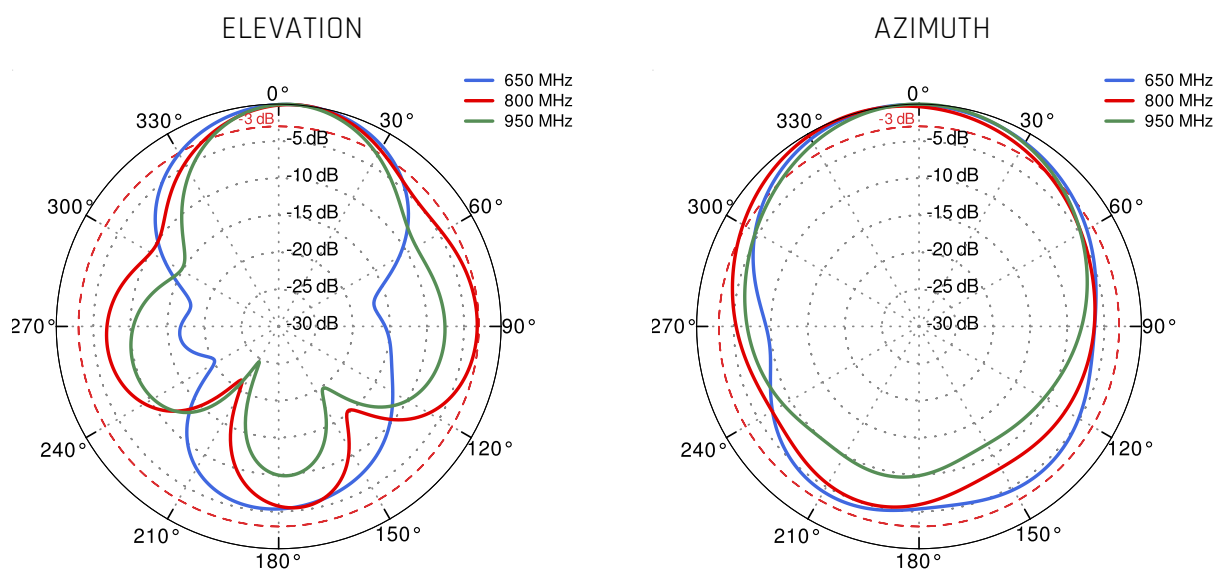 ELEVATION
650 MHz
800 MHz
950 MHz
0°
330°
-3 dB
30°
-5 dB
-10 dB
300°
60°
-15 dB
-20 dB
-25 dB
270°
-30 dB
90°
240°
120°
210°
150°
180°
AZIMUTH
650 MHz
800 MHz
950 MHz
0°
330°
-3 dB
30°
-5 dB
-10 dB
300°
60°
-15 dB
-20 dB
-25 dB
270°
-30 dB
90°
240°
120°
210°
150°
180°